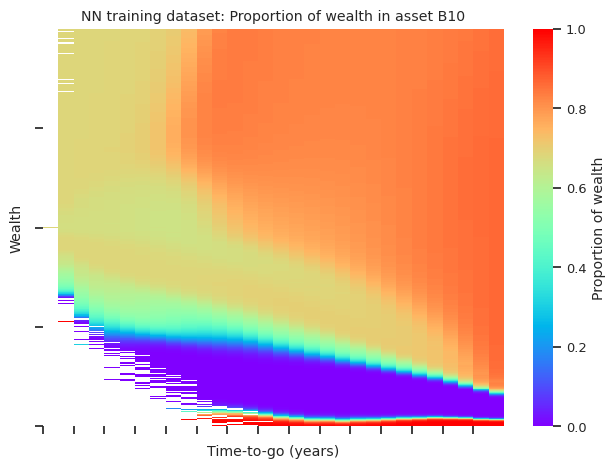 NN training dataset: Proportion of wealth in asset B10
Wealth
Time-to-go (years)
1.0
0.8
0.6
0.4
0.2
0.0
Proportion of wealth